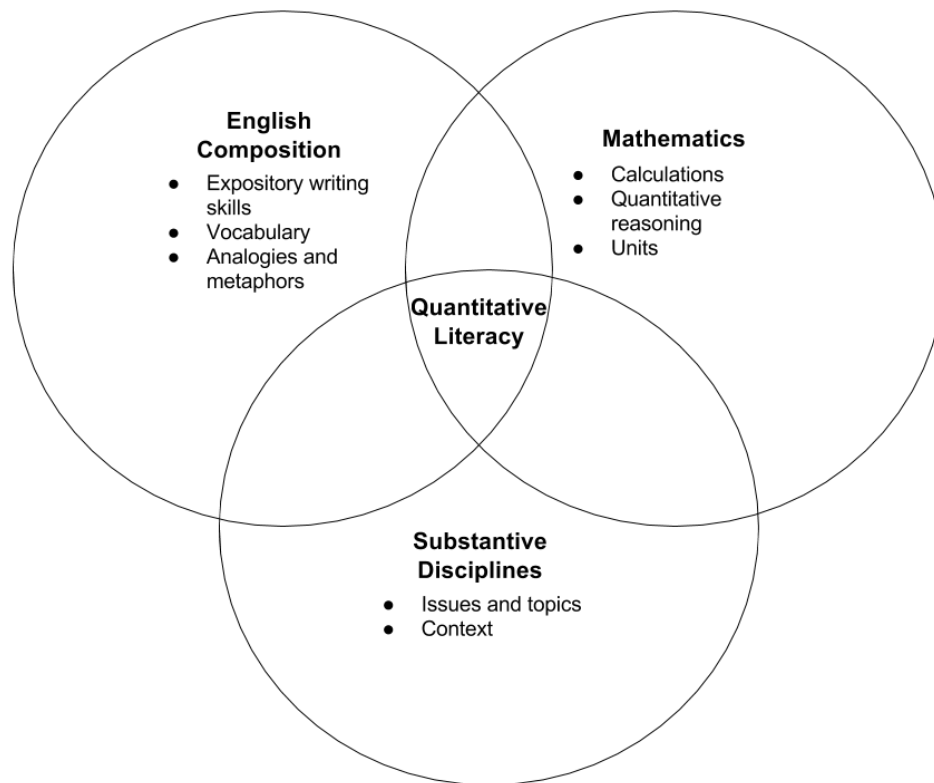 English
Composition
● Expository writing
skills
● Vocabulary
● Analogies and
metaphors
Mathematics
● Calculations
● Quantitative
reasoning
● Units
Quantitative
Literacy
Substantive
Disciplines
● Issues and topics
● Context